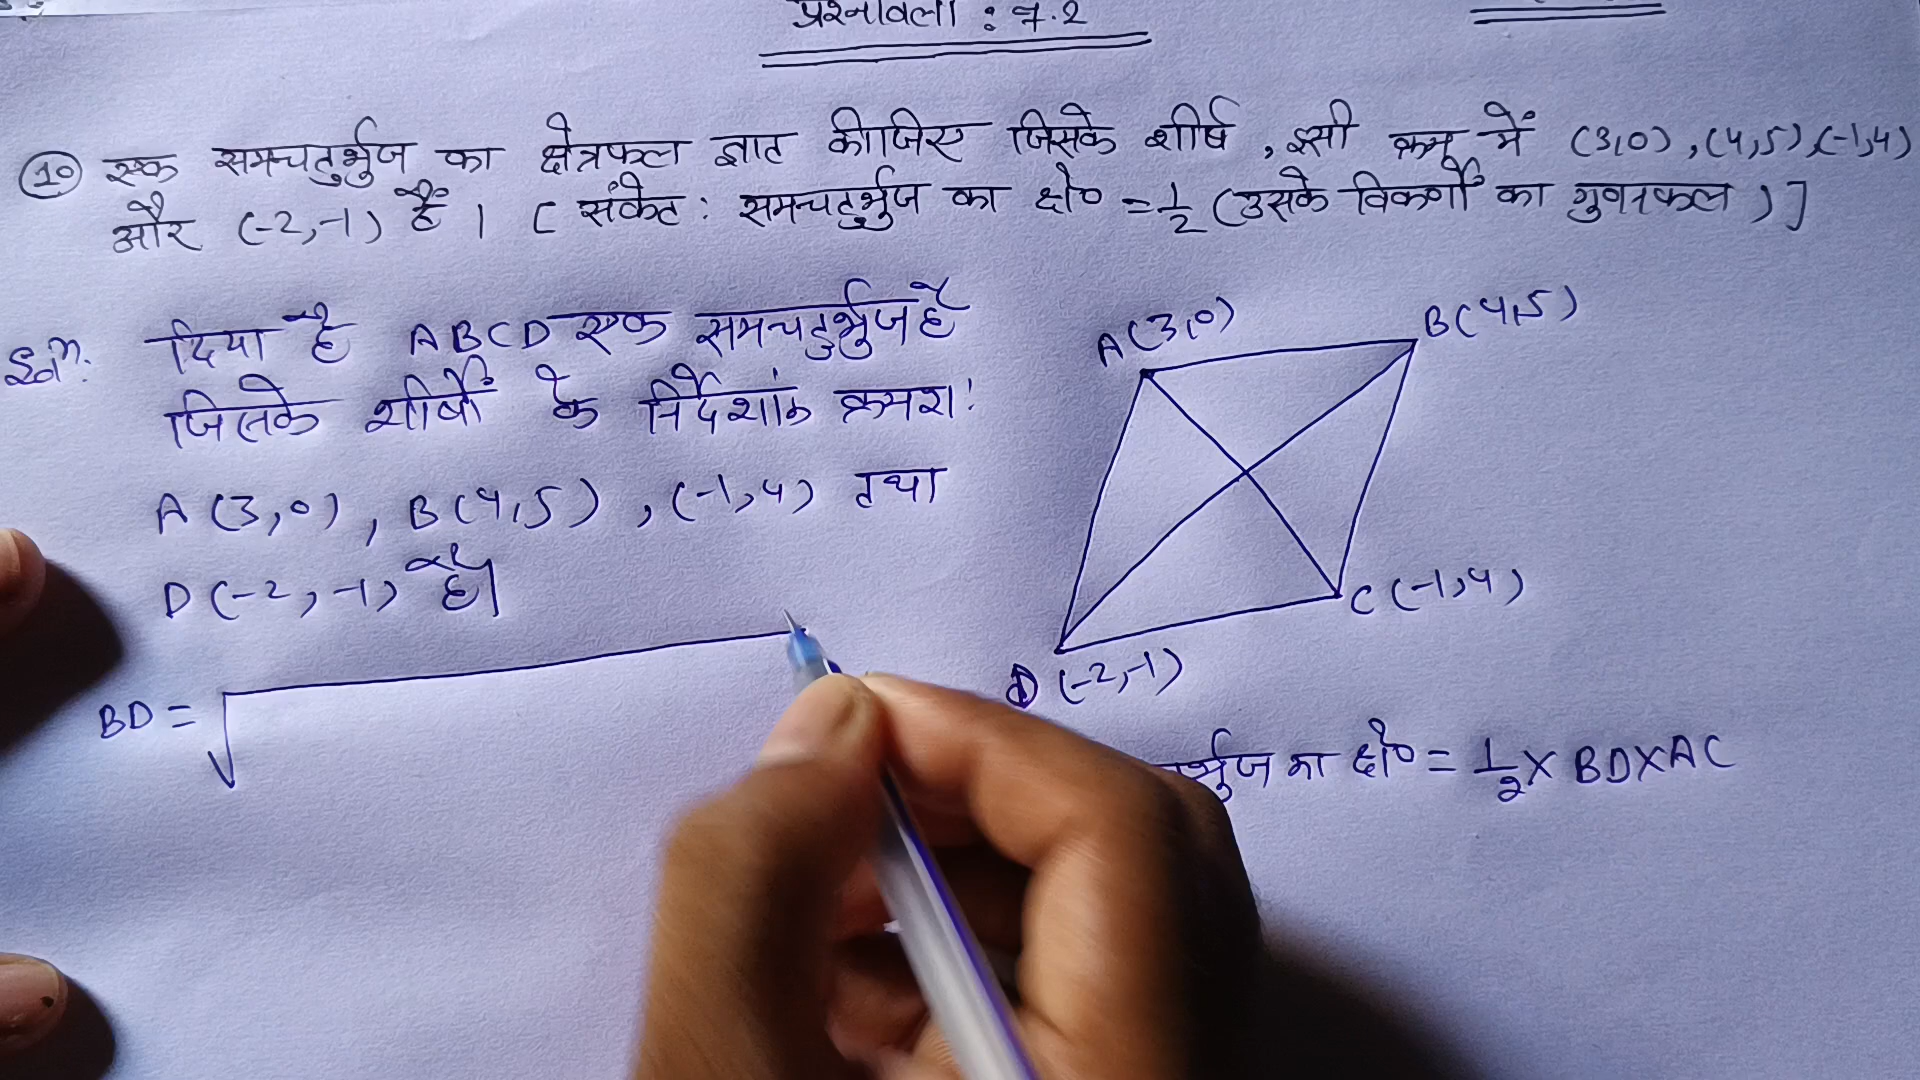 प्रश्नावली : 7.2
10 एक समचतुर्भुज का क्षेत्रफल ज्ञात कीजिए जिसके शीर्ष , इसी क्रम में (3,0) , (4,5) , (-1,4)
और (-2,-1) हैं । [ संकेत : समचतुर्भुज का क्षे० = 1/2 (उसके विकर्णों का गुणनफल ) ]
Soln. दिया है ABCD एक समचतुर्भुज है
जिसके शीर्षों के निर्देशांक क्रमशः
A (3,0) , B(4,5) , (-1,4) तथा
D (-2,-1) है।
BD = √
A(3,0)
B(4,5)
C (-1,4)
D (-2,-1)
र्भुज का क्षे० = 1/2 × BD×AC